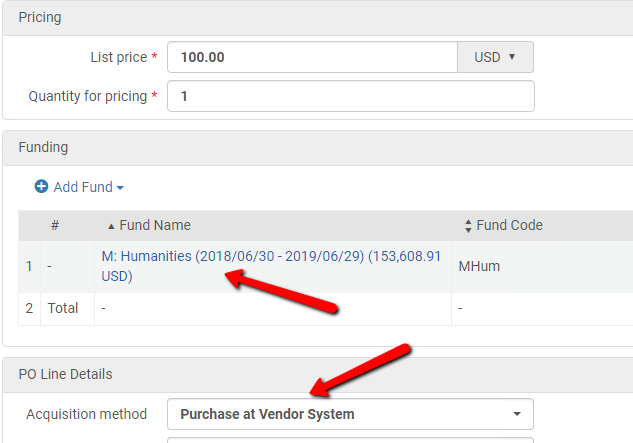 Pricing
List price * 100.00 USD
Quantity for pricing * 1
Funding
Add Fund
# Fund Name Fund Code
1 - M: Humanities (2018/06/30 - 2019/06/29) (153,608.91
USD) MHum
2 Total - -
PO Line Details
Acquisition method Purchase at Vendor System